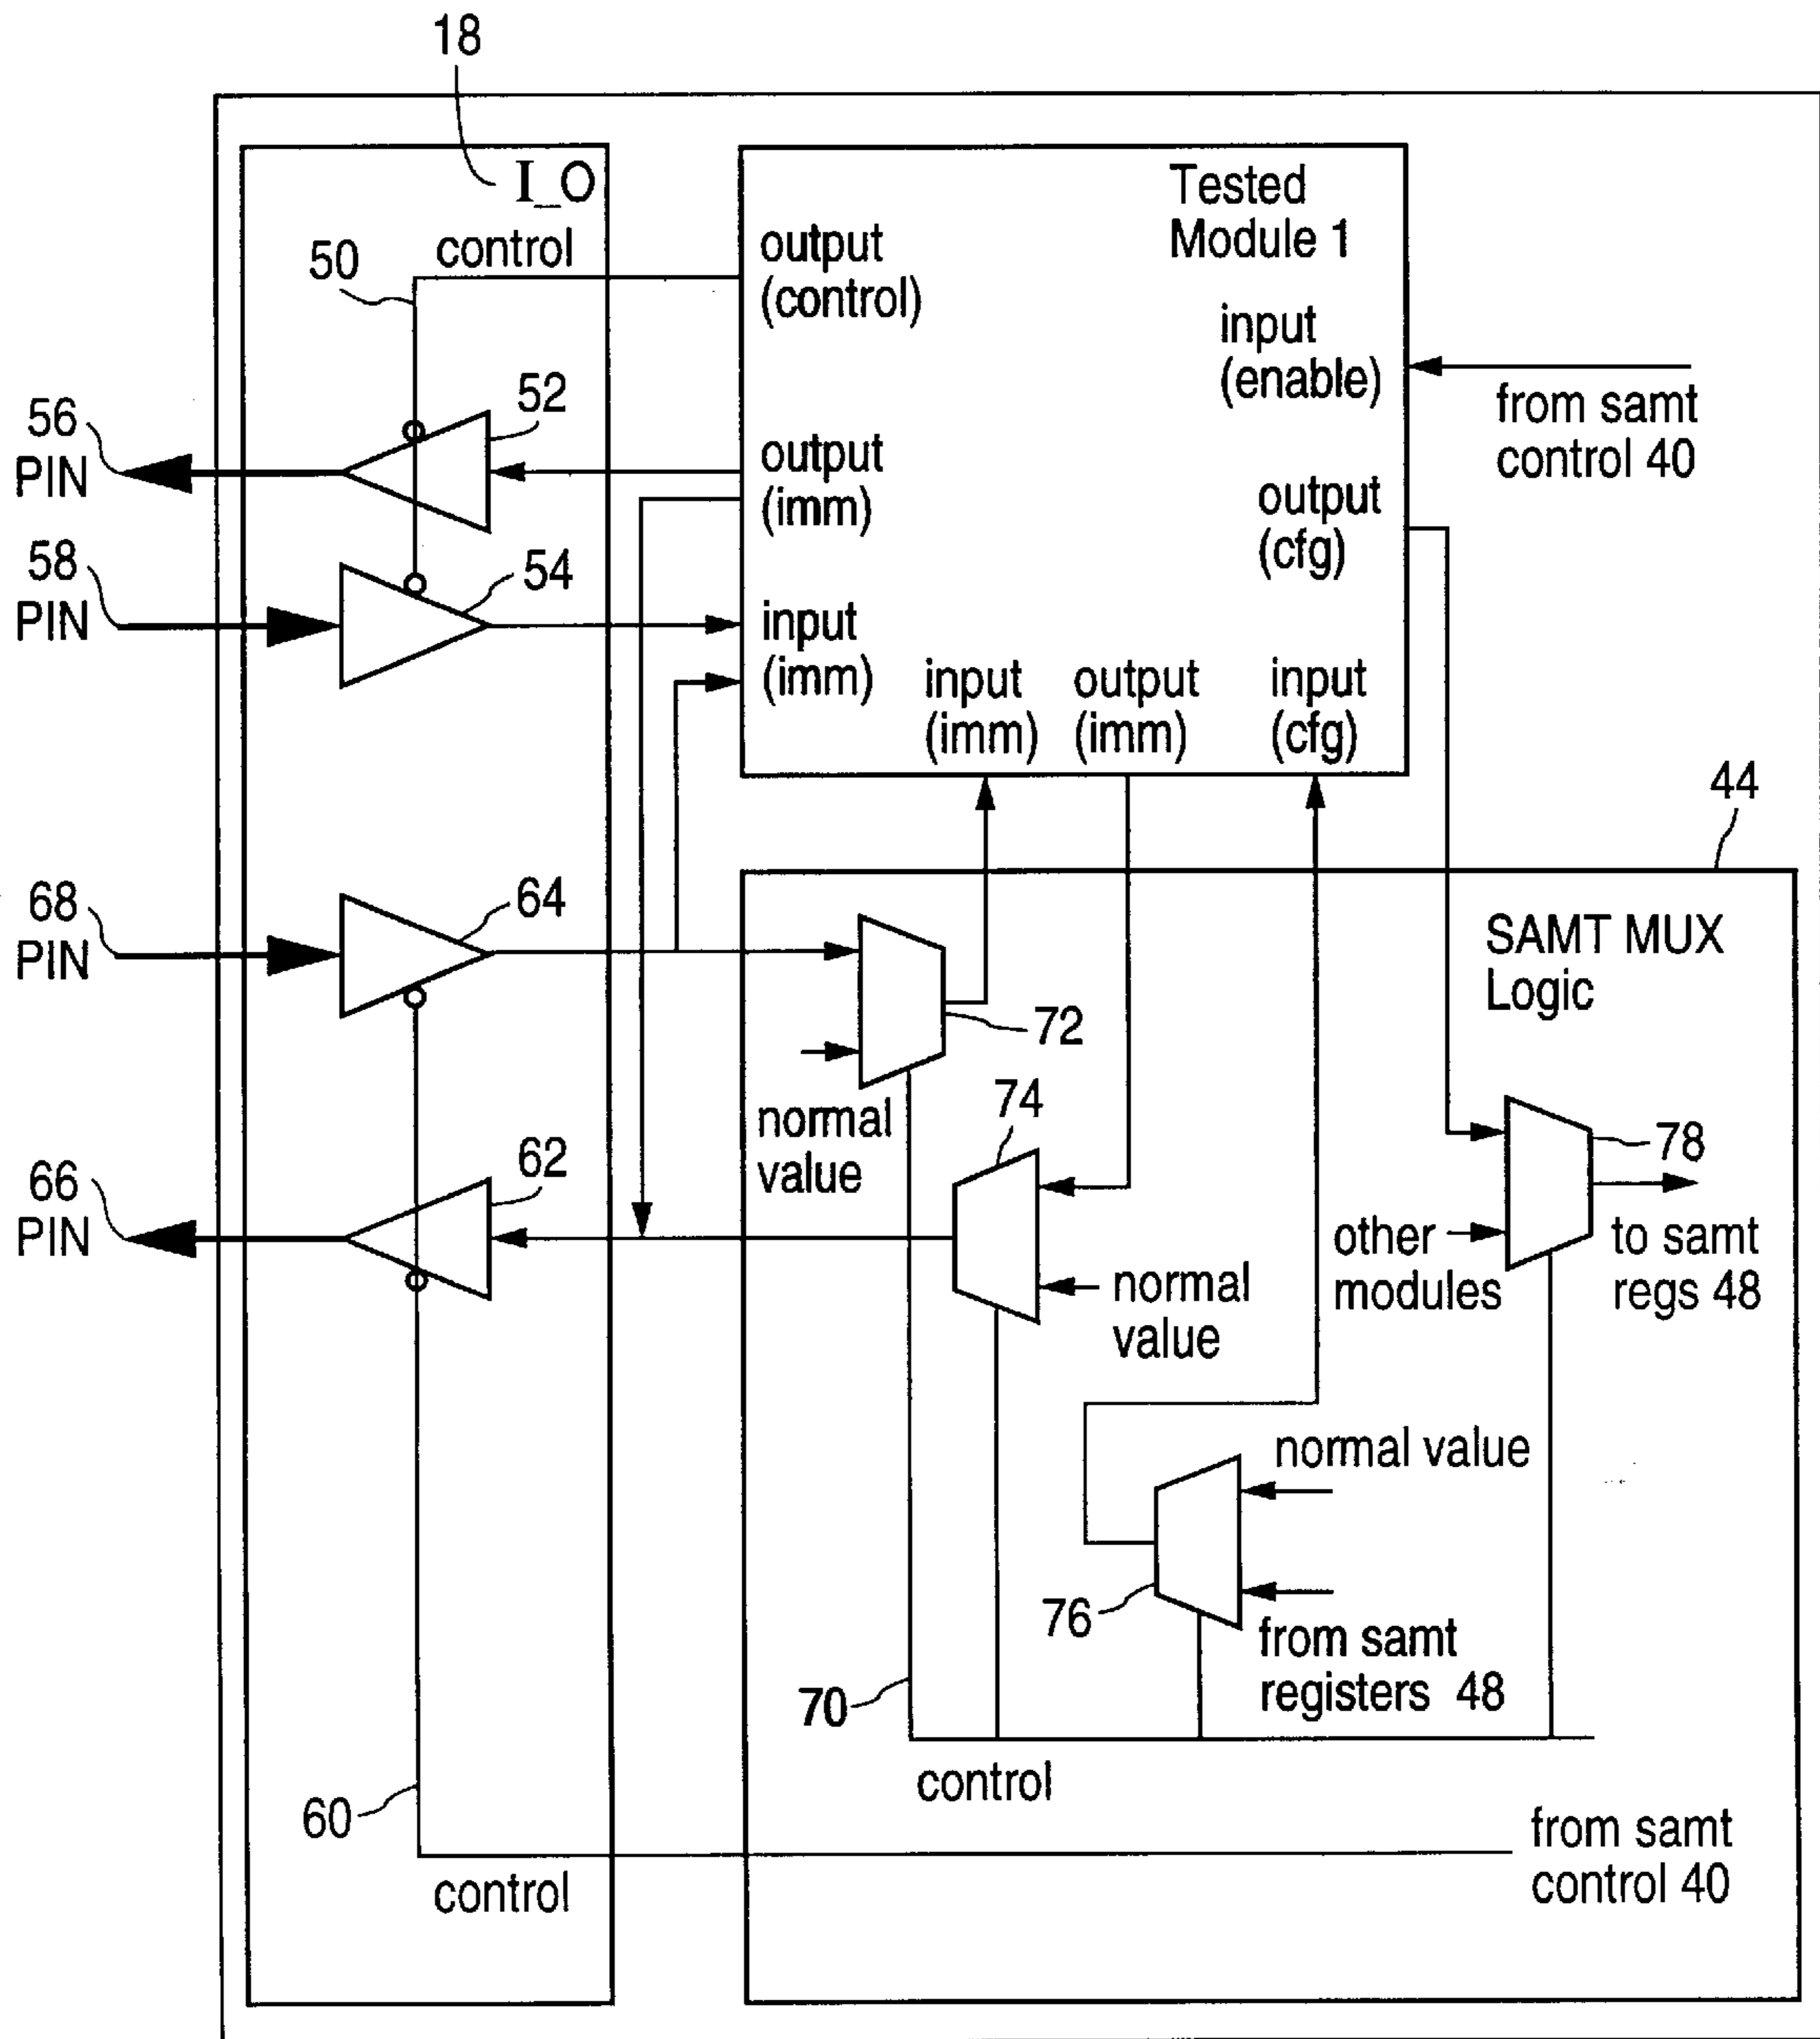 18
I_O
control
50
52
56
PIN
58
PIN
54
Tested
Module 1
output
(control)
input
(enable)
from samt
control 40
output
(imm)
output
(cfg)
input
(imm)
input
(imm)
output
(imm)
input
(cfg)
44
68
PIN
64
SAMT MUX
Logic
72
normal
value
74
78
62
66
PIN
other
modules
to samt
regs 48
normal
value
normal value
76
from samt
registers 48
70
control
60
from samt
control 40
control